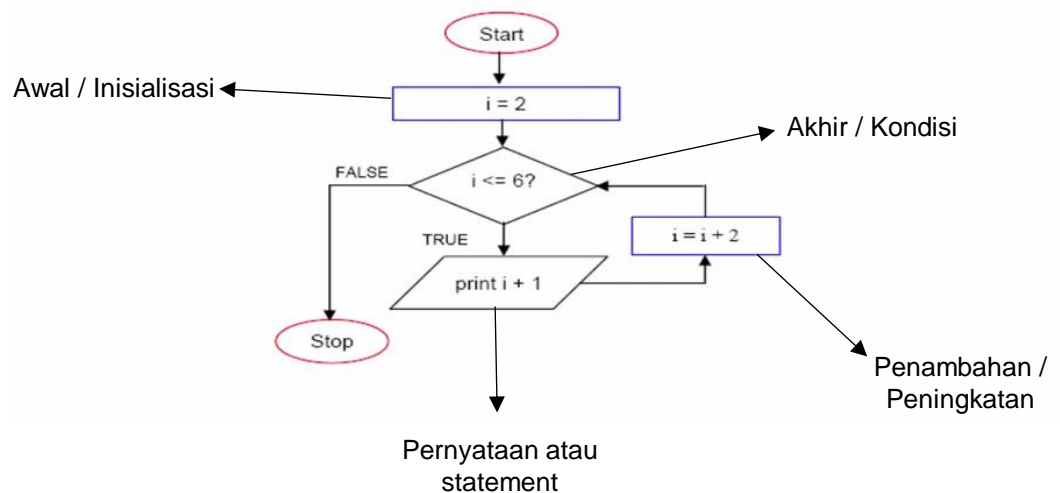 Start
Awal / Inisialisasi
i = 2
Akhir / Kondisi
FALSE
i <= 6?
TRUE
i = i + 2
print i + 1
Stop
Penambahan /
Peningkatan
Pernyataan atau
statement